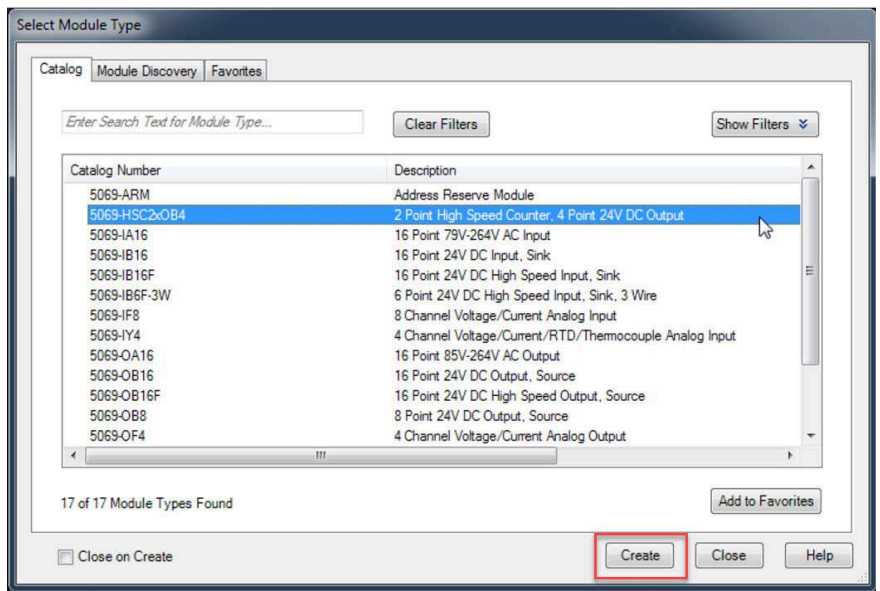 Select Module Type
Catalog Module Discovery Favorites
Enter Search Text for Module Type... Clear Filters Show Filters
Catalog Number Description
5069-ARM Address Reserve Module
5069-HSC2xOB4 2 Point High Speed Counter, 4 Point 24V DC Output
5069-IA16 16 Point 79V-264V AC Input
5069-IB16 16 Point 24V DC Input, Sink
5069-IB16F 16 Point 24V DC High Speed Input, Sink
5069-IB6F-3W 6 Point 24V DC High Speed Input, Sink, 3 Wire
5069-IF8 8 Channel Voltage/Current Analog Input
5069-IY4 4 Channel Voltage/Current/RTD/Thermocouple Analog Input
5069-OA16 16 Point 85V-264V AC Output
5069-OB16 16 Point 24V DC Output, Source
5069-OB16F 16 Point 24V DC High Speed Output, Source
5069-OB8 8 Point 24V DC Output, Source
5069-OF4 4 Channel Voltage/Current Analog Output
17 of 17 Module Types Found Add to Favorites
Close on Create Create Close Help